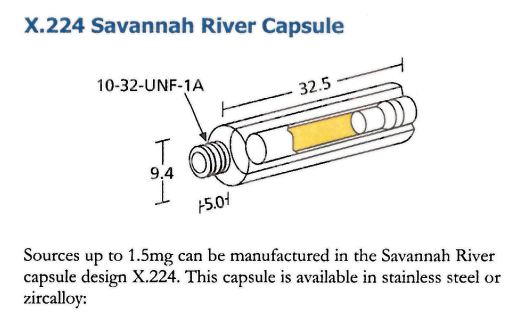 X.224 Savannah River Capsule
10-32-UNF-1A
32.5
9.4
5.0
Sources up to 1.5mg can be manufactured in the Savannah River
capsule design X.224. This capsule is available in stainless steel or
zircalloy: